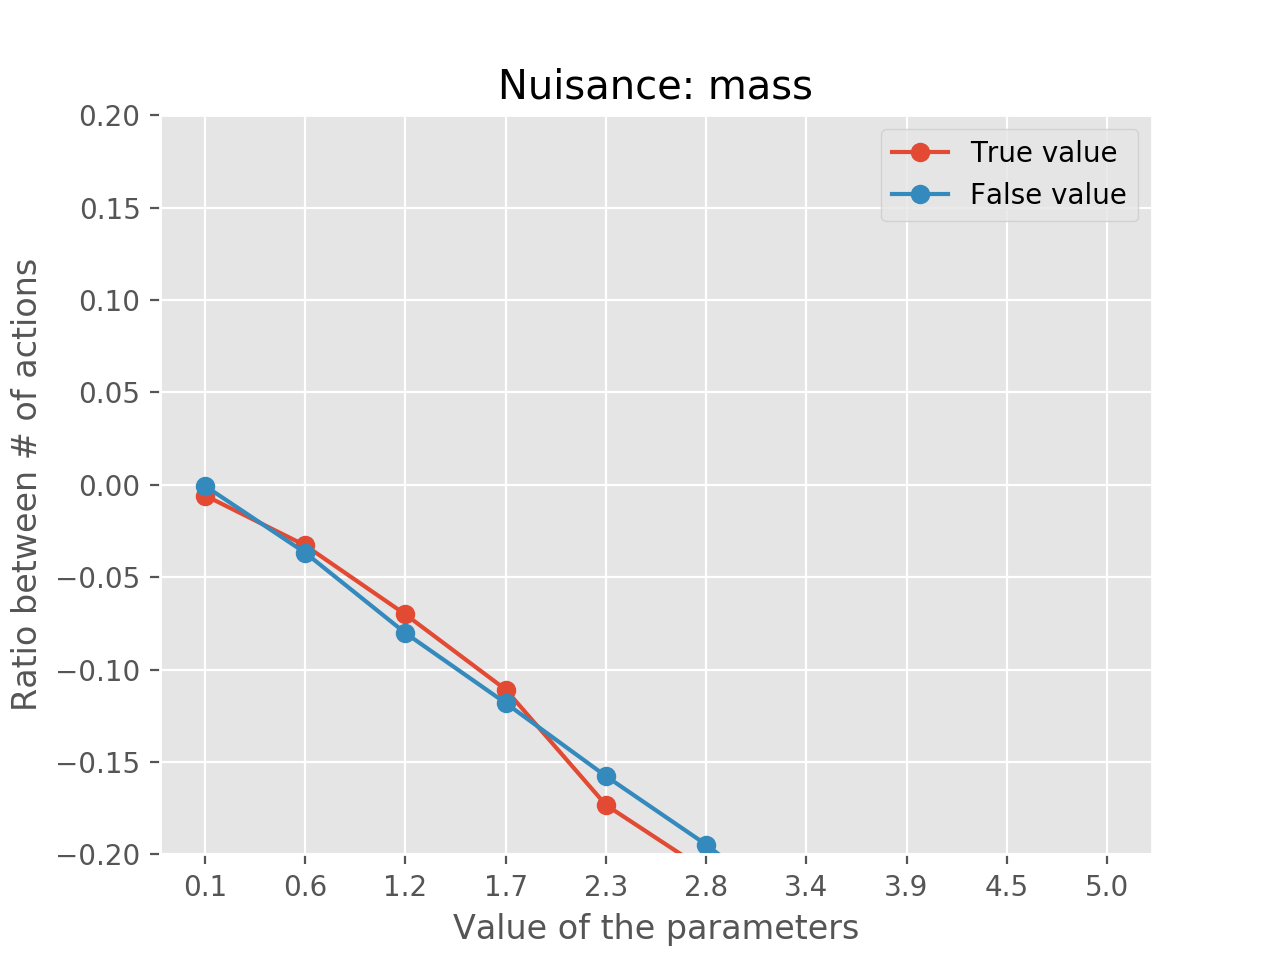 Nuisance: mass
True value
False value
0.20
0.15
0.10
0.05
0.00
−0.05
−0.10
−0.15
−0.20
Ratio between # of actions
0.1 0.6 1.2 1.7 2.3 2.8 3.4 3.9 4.5 5.0
Value of the parameters